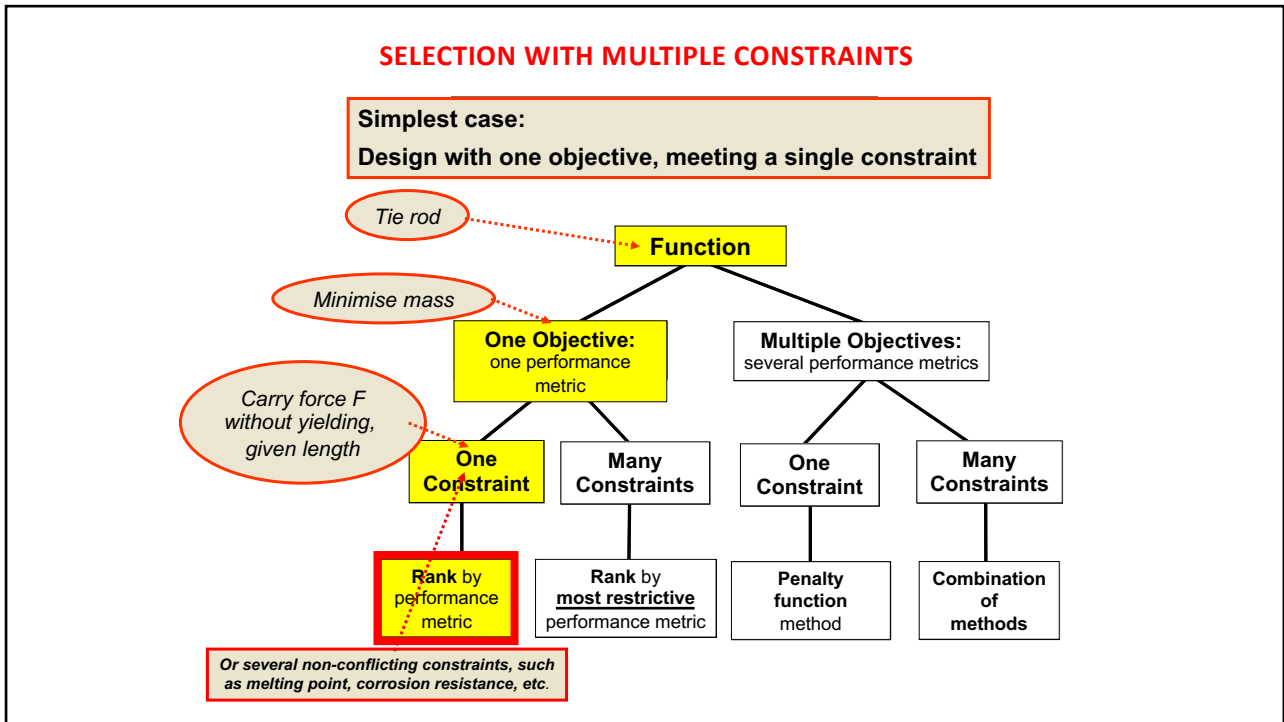 SELECTION WITH MULTIPLE CONSTRAINTS
Simplest case:
Design with one objective, meeting a single constraint
Tie rod
Function
Minimise mass
One Objective:
one performance
metric
Multiple Objectives:
several performance metrics
Carry force F
without yielding,
given length
One
Constraint
Many
Constraints
One
Constraint
Many
Constraints
Rank by
performance
metric
Rank by
most restrictive
performance metric
Penalty
function
method
Combination
of
methods
Or several non-conflicting constraints, such
as melting point, corrosion resistance, etc.